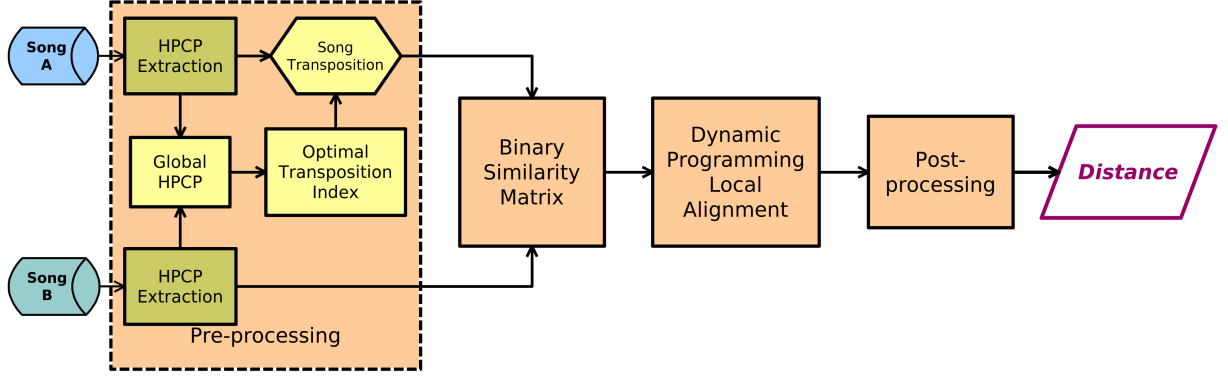 Song
A
HPCP
Extraction
Song
Transposition
Global
HPCP
Optimal
Transposition
Index
Song
B
HPCP
Extraction
Pre-processing
Binary
Similarity
Matrix
Dynamic
Programming
Local
Alignment
Post-
processing
Distance